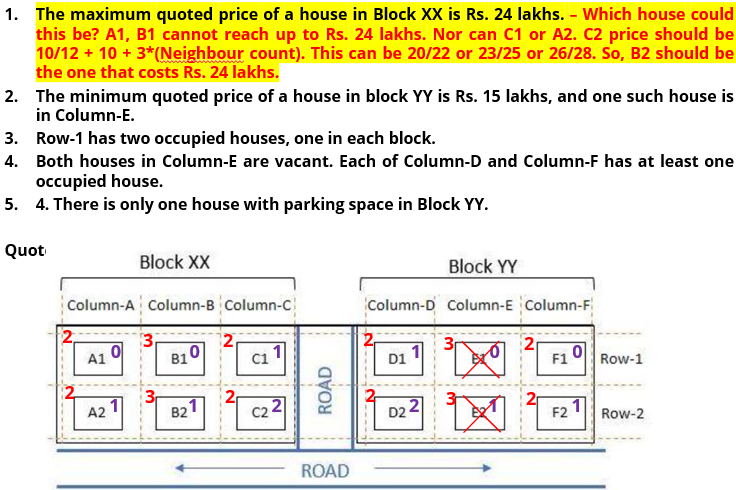 1. The maximum quoted price of a house in Block XX is Rs. 24 lakhs. – Which house could
this be? A1, B1 cannot reach up to Rs. 24 lakhs. Nor can C1 or A2. C2 price should be
10/12 + 10 + 3*(Neighbour count). This can be 20/22 or 23/25 or 26/28. So, B2 should be
the one that costs Rs. 24 lakhs.
2. The minimum quoted price of a house in block YY is Rs. 15 lakhs, and one such house is
in Column-E.
3. Row-1 has two occupied houses, one in each block.
4. Both houses in Column-E are vacant. Each of Column-D and Column-F has at least one
occupied house.
5. 4. There is only one house with parking space in Block YY.
Quot
Block XX Block YY
Column-A Column-B Column-C Column-D Column-E Column-F
2 3 2 2 3 2
A1 0 B1 0 C1 1 D1 1 E1 0 F1 0 Row-1
ROAD
2 3 2 2 3 2
A2 1 B2 1 C2 2 D2 2 E2 1 F2 1 Row-2
ROAD